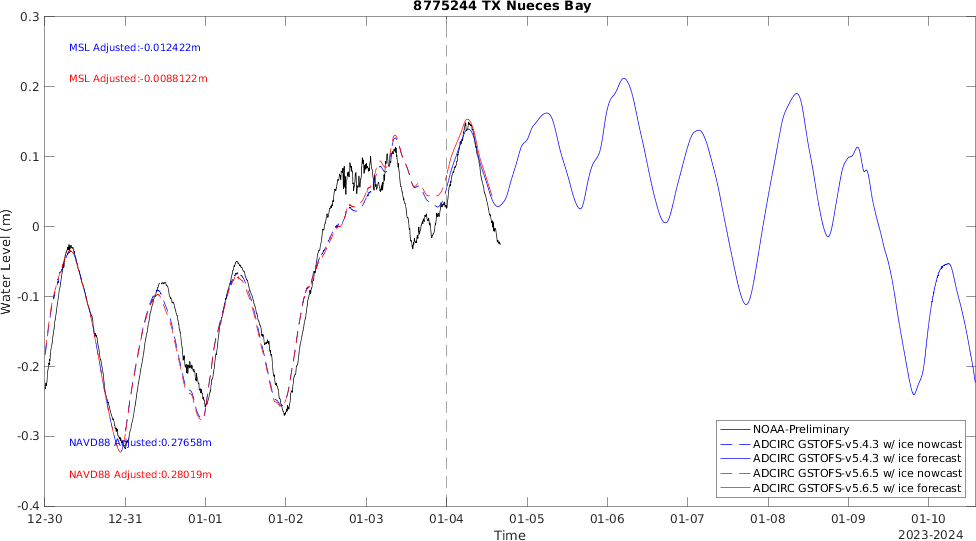 8775244 TX Nueces Bay
0.3
MSL Adjusted:-0.012422m
MSL Adjusted:-0.0088122m
0.2
0.1
0
-0.1
-0.2
-0.3
-0.4
Water Level (m)
NAVD88 Adjusted:0.27658m
NAVD88 Adjusted:0.28019m
NOAA-Preliminary
ADCIRC GSTOFS-v5.4.3 w/ ice nowcast
ADCIRC GSTOFS-v5.4.3 w/ ice forecast
ADCIRC GSTOFS-v5.6.5 w/ ice nowcast
ADCIRC GSTOFS-v5.6.5 w/ ice forecast
12-30 12-31 01-01 01-02 01-03 01-04 01-05 01-06 01-07 01-08 01-09 01-10
Time
2023-2024